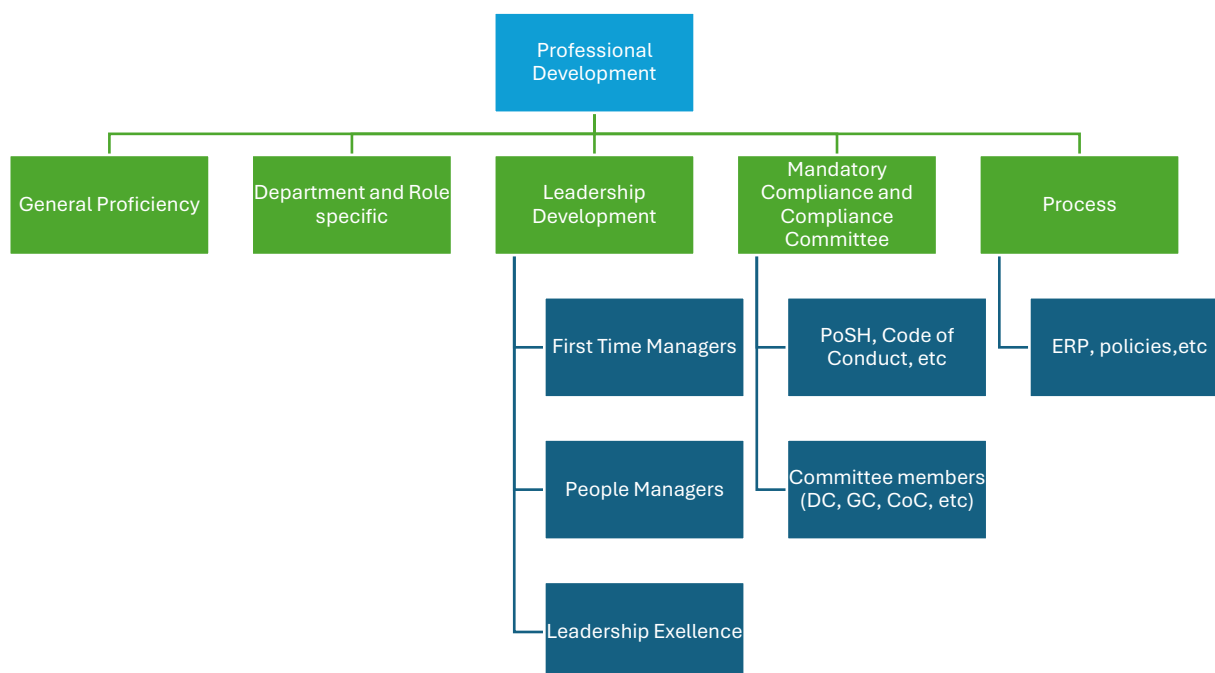 Professional
Development
General Proficiency
Department and Role
specific
Leadership
Development
Mandatory
Compliance and
Compliance
Committee
Process
First Time Managers
People Managers
Leadership Exellence
PoSH, Code of
Conduct, etc
Committee members
(DC, GC, CoC, etc)
ERP, policies,etc